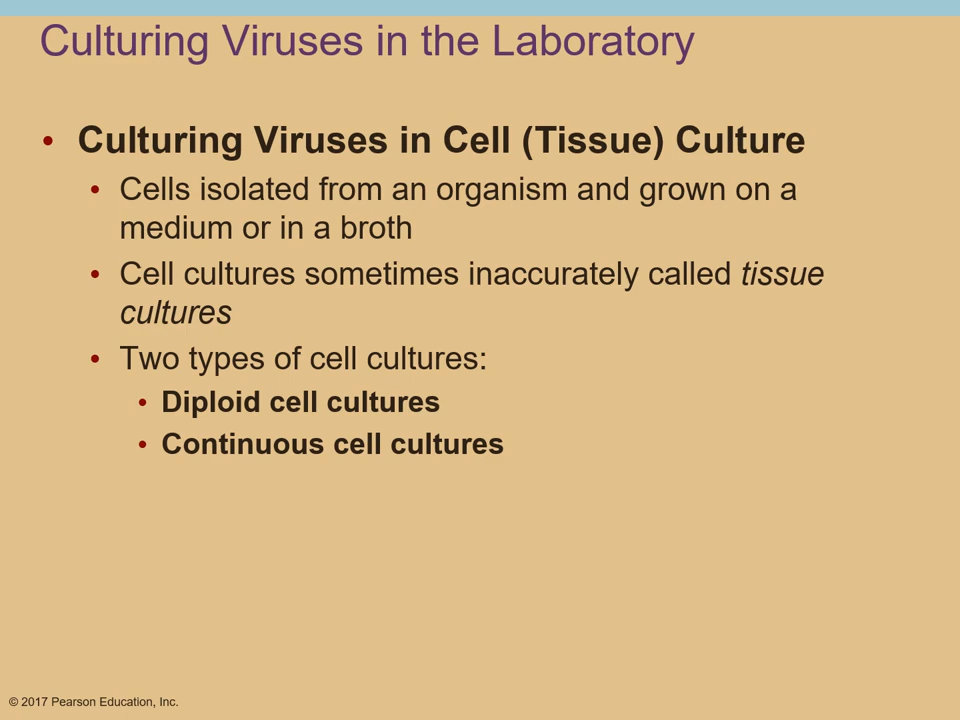 Culturing Viruses in the Laboratory
• Culturing Viruses in Cell (Tissue) Culture
• Cells isolated from an organism and grown on a
medium or in a broth
• Cell cultures sometimes inaccurately called tissue
cultures
• Two types of cell cultures:
• Diploid cell cultures
• Continuous cell cultures
© 2017 Pearson Education, Inc.